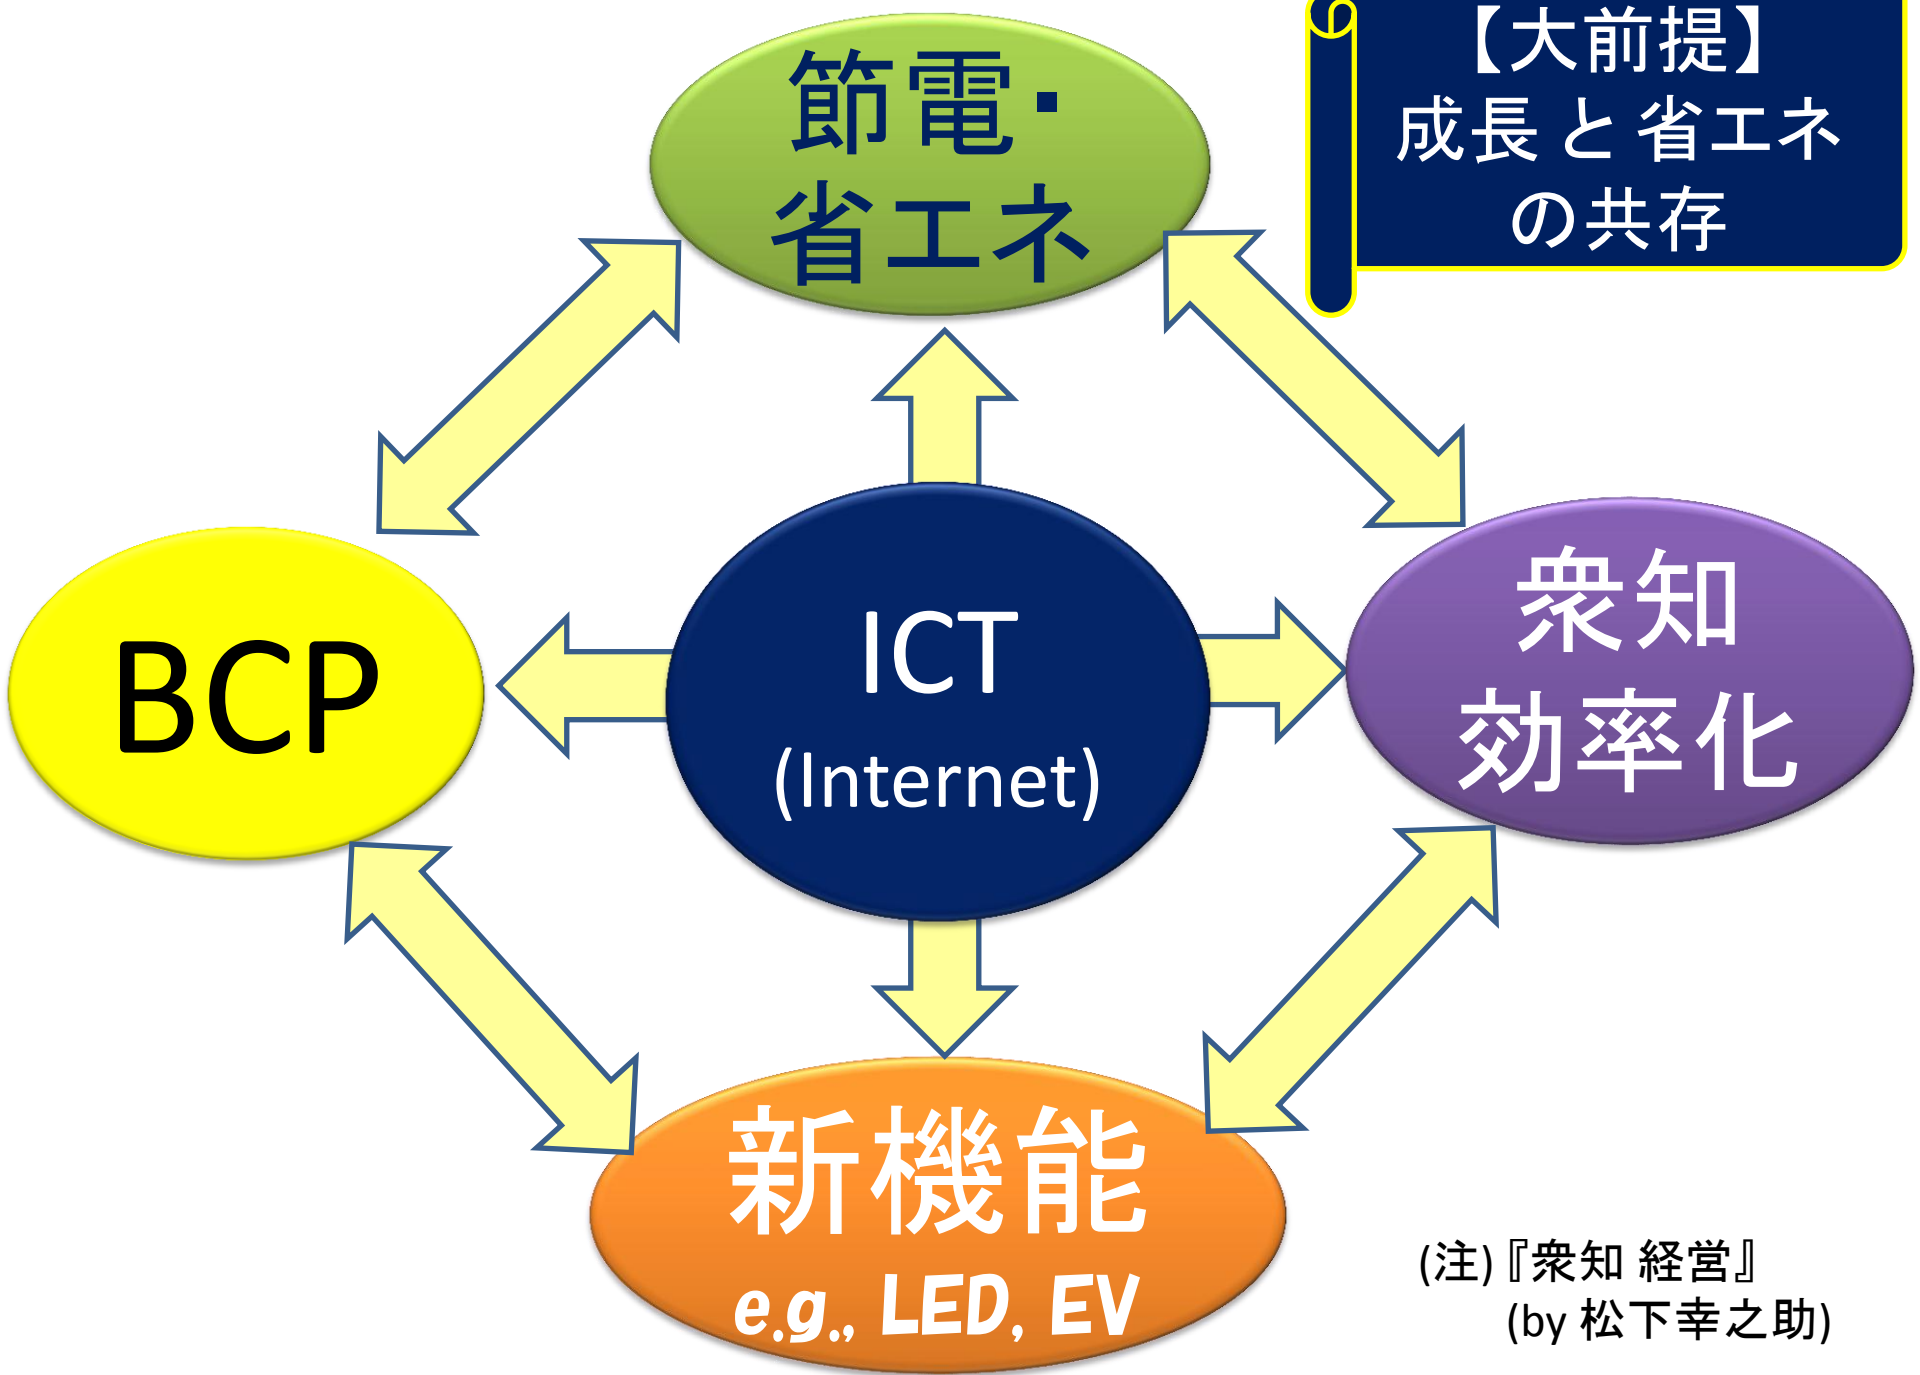 【大前提】
成長 と 省エネ
の共存
節電・
省エネ
BCP
ICT
(Internet)
衆知
効率化
新機能
e.g., LED, EV
(注) 『衆知 経営』
(by 松下幸之助)